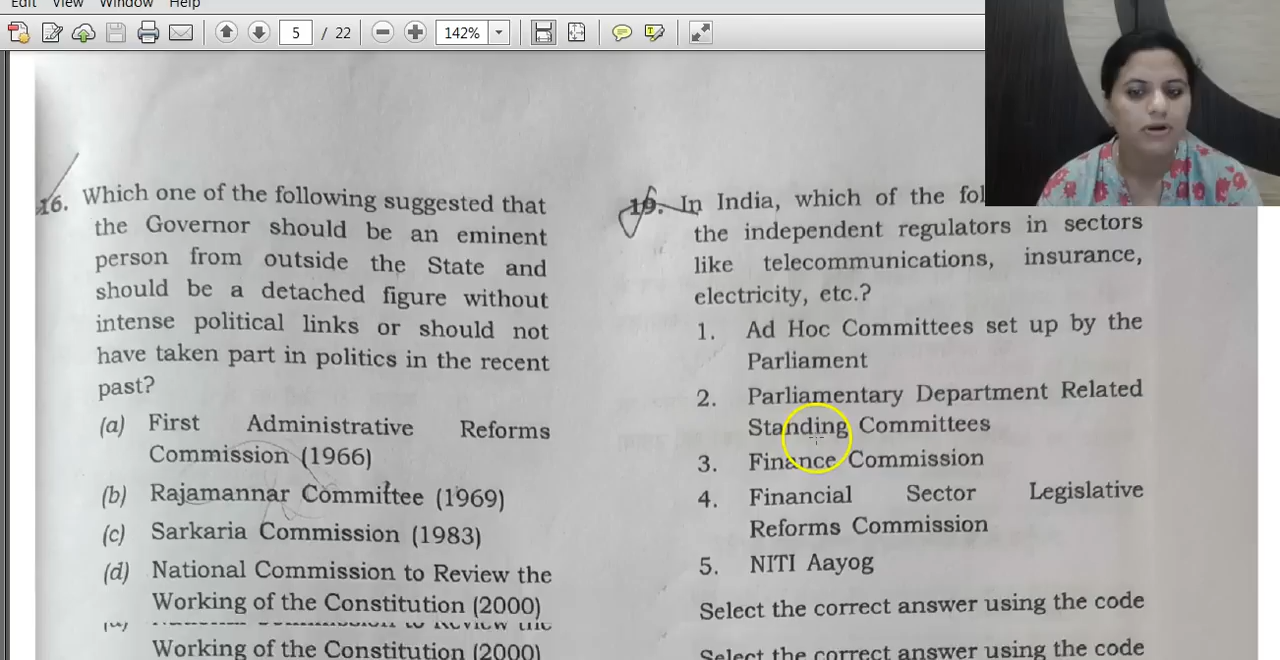 Edit View Window Help
5 / 22 142%
16. Which one of the following suggested that
the Governor should be an eminent
person from outside the State and
should be a detached figure without
intense political links or should not
have taken part in politics in the recent
past?
(a) First Administrative Reforms
Commission (1966)
(b) Rajamannar Committee (1969)
(c) Sarkaria Commission (1983)
(d) National Commission to Review the
Working of the Constitution (2000)
Working of the Constitution (2000)
19. In India, which of the
the independent regulators in sectors
like telecommunications, insurance,
electricity, etc.?
1. Ad Hoc Committees set up by the
Parliament
2. Parliamentary Department Related
Standing Committees
3. Finance Commission
4. Financial Sector Legislative
Reforms Commission
5. NITI Aayog
Select the correct answer using the code
Select the correct answer using the code